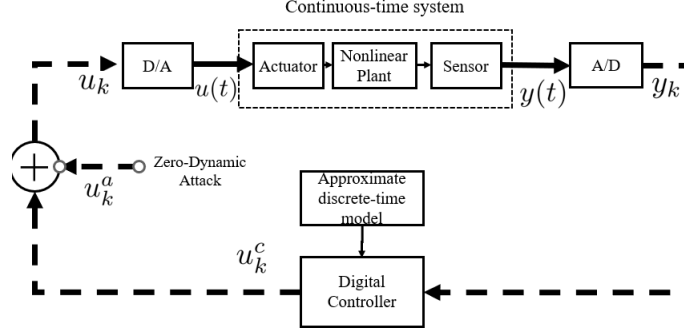 Continuous-time system
D/A
Actuator
Nonlinear
Plant
Sensor
A/D
u_k
u(t)
y(t)
y_k
Zero-Dynamic
Attack
u_k^a
Approximate
discrete-time
model
u_k^c
Digital
Controller